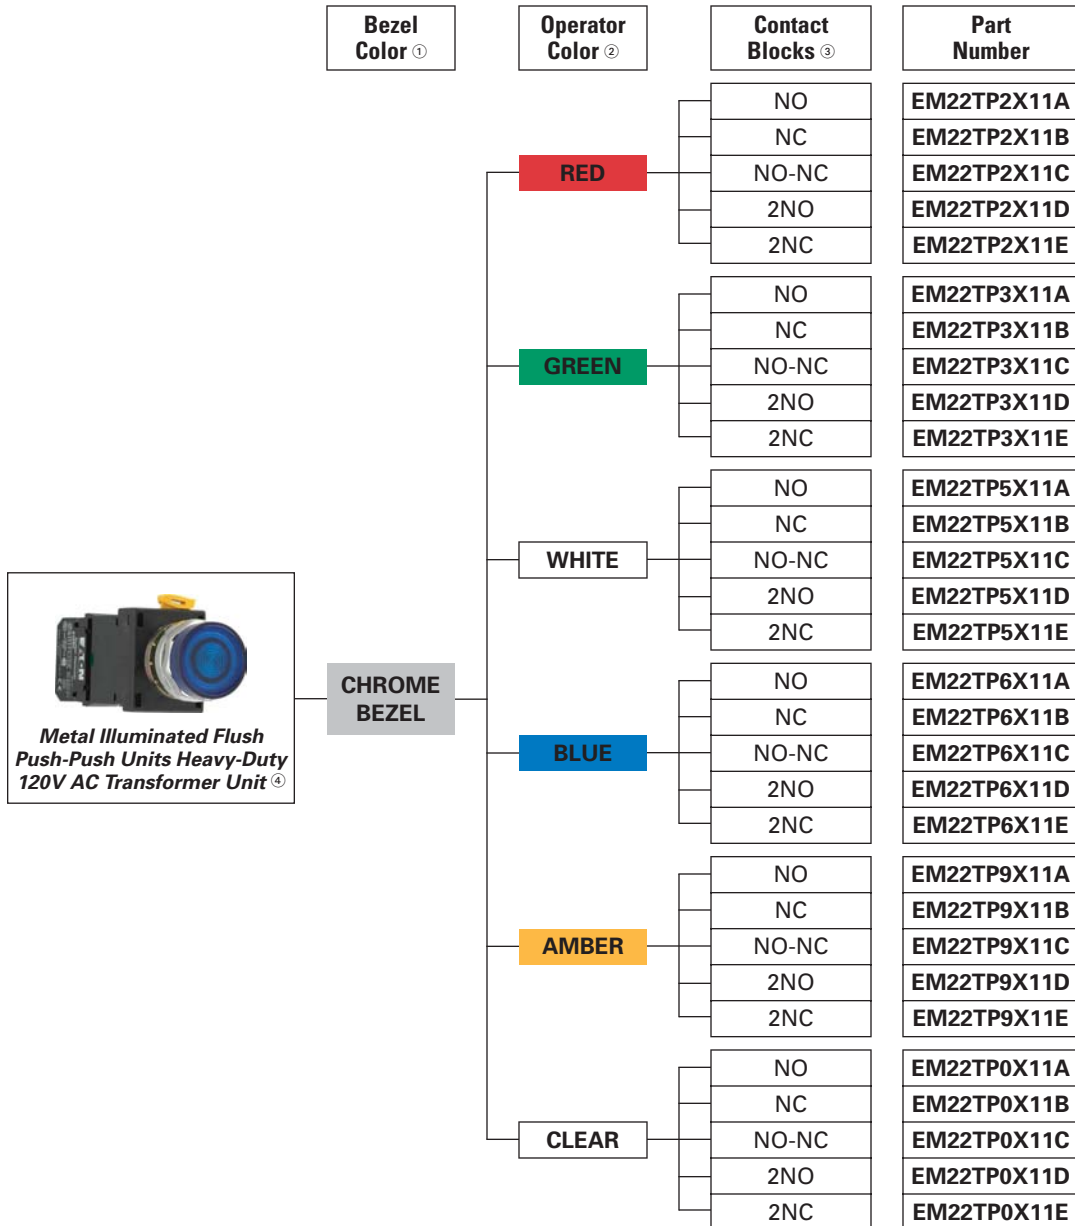 Bezel
Color ①
Operator
Color ②
Contact
Blocks ③
Part
Number
RED
NO EM22TP2X11A
NC EM22TP2X11B
NO-NC EM22TP2X11C
2NO EM22TP2X11D
2NC EM22TP2X11E
GREEN
NO EM22TP3X11A
NC EM22TP3X11B
NO-NC EM22TP3X11C
2NO EM22TP3X11D
2NC EM22TP3X11E
WHITE
NO EM22TP5X11A
NC EM22TP5X11B
NO-NC EM22TP5X11C
2NO EM22TP5X11D
2NC EM22TP5X11E
EATON
Metal Illuminated Flush
Push-Push Units Heavy-Duty
120V AC Transformer Unit ④
CHROME
BEZEL
BLUE
NO EM22TP6X11A
NC EM22TP6X11B
NO-NC EM22TP6X11C
2NO EM22TP6X11D
2NC EM22TP6X11E
AMBER
NO EM22TP9X11A
NC EM22TP9X11B
NO-NC EM22TP9X11C
2NO EM22TP9X11D
2NC EM22TP9X11E
CLEAR
NO EM22TP0X11A
NC EM22TP0X11B
NO-NC EM22TP0X11C
2NO EM22TP0X11D
2NC EM22TP0X11E